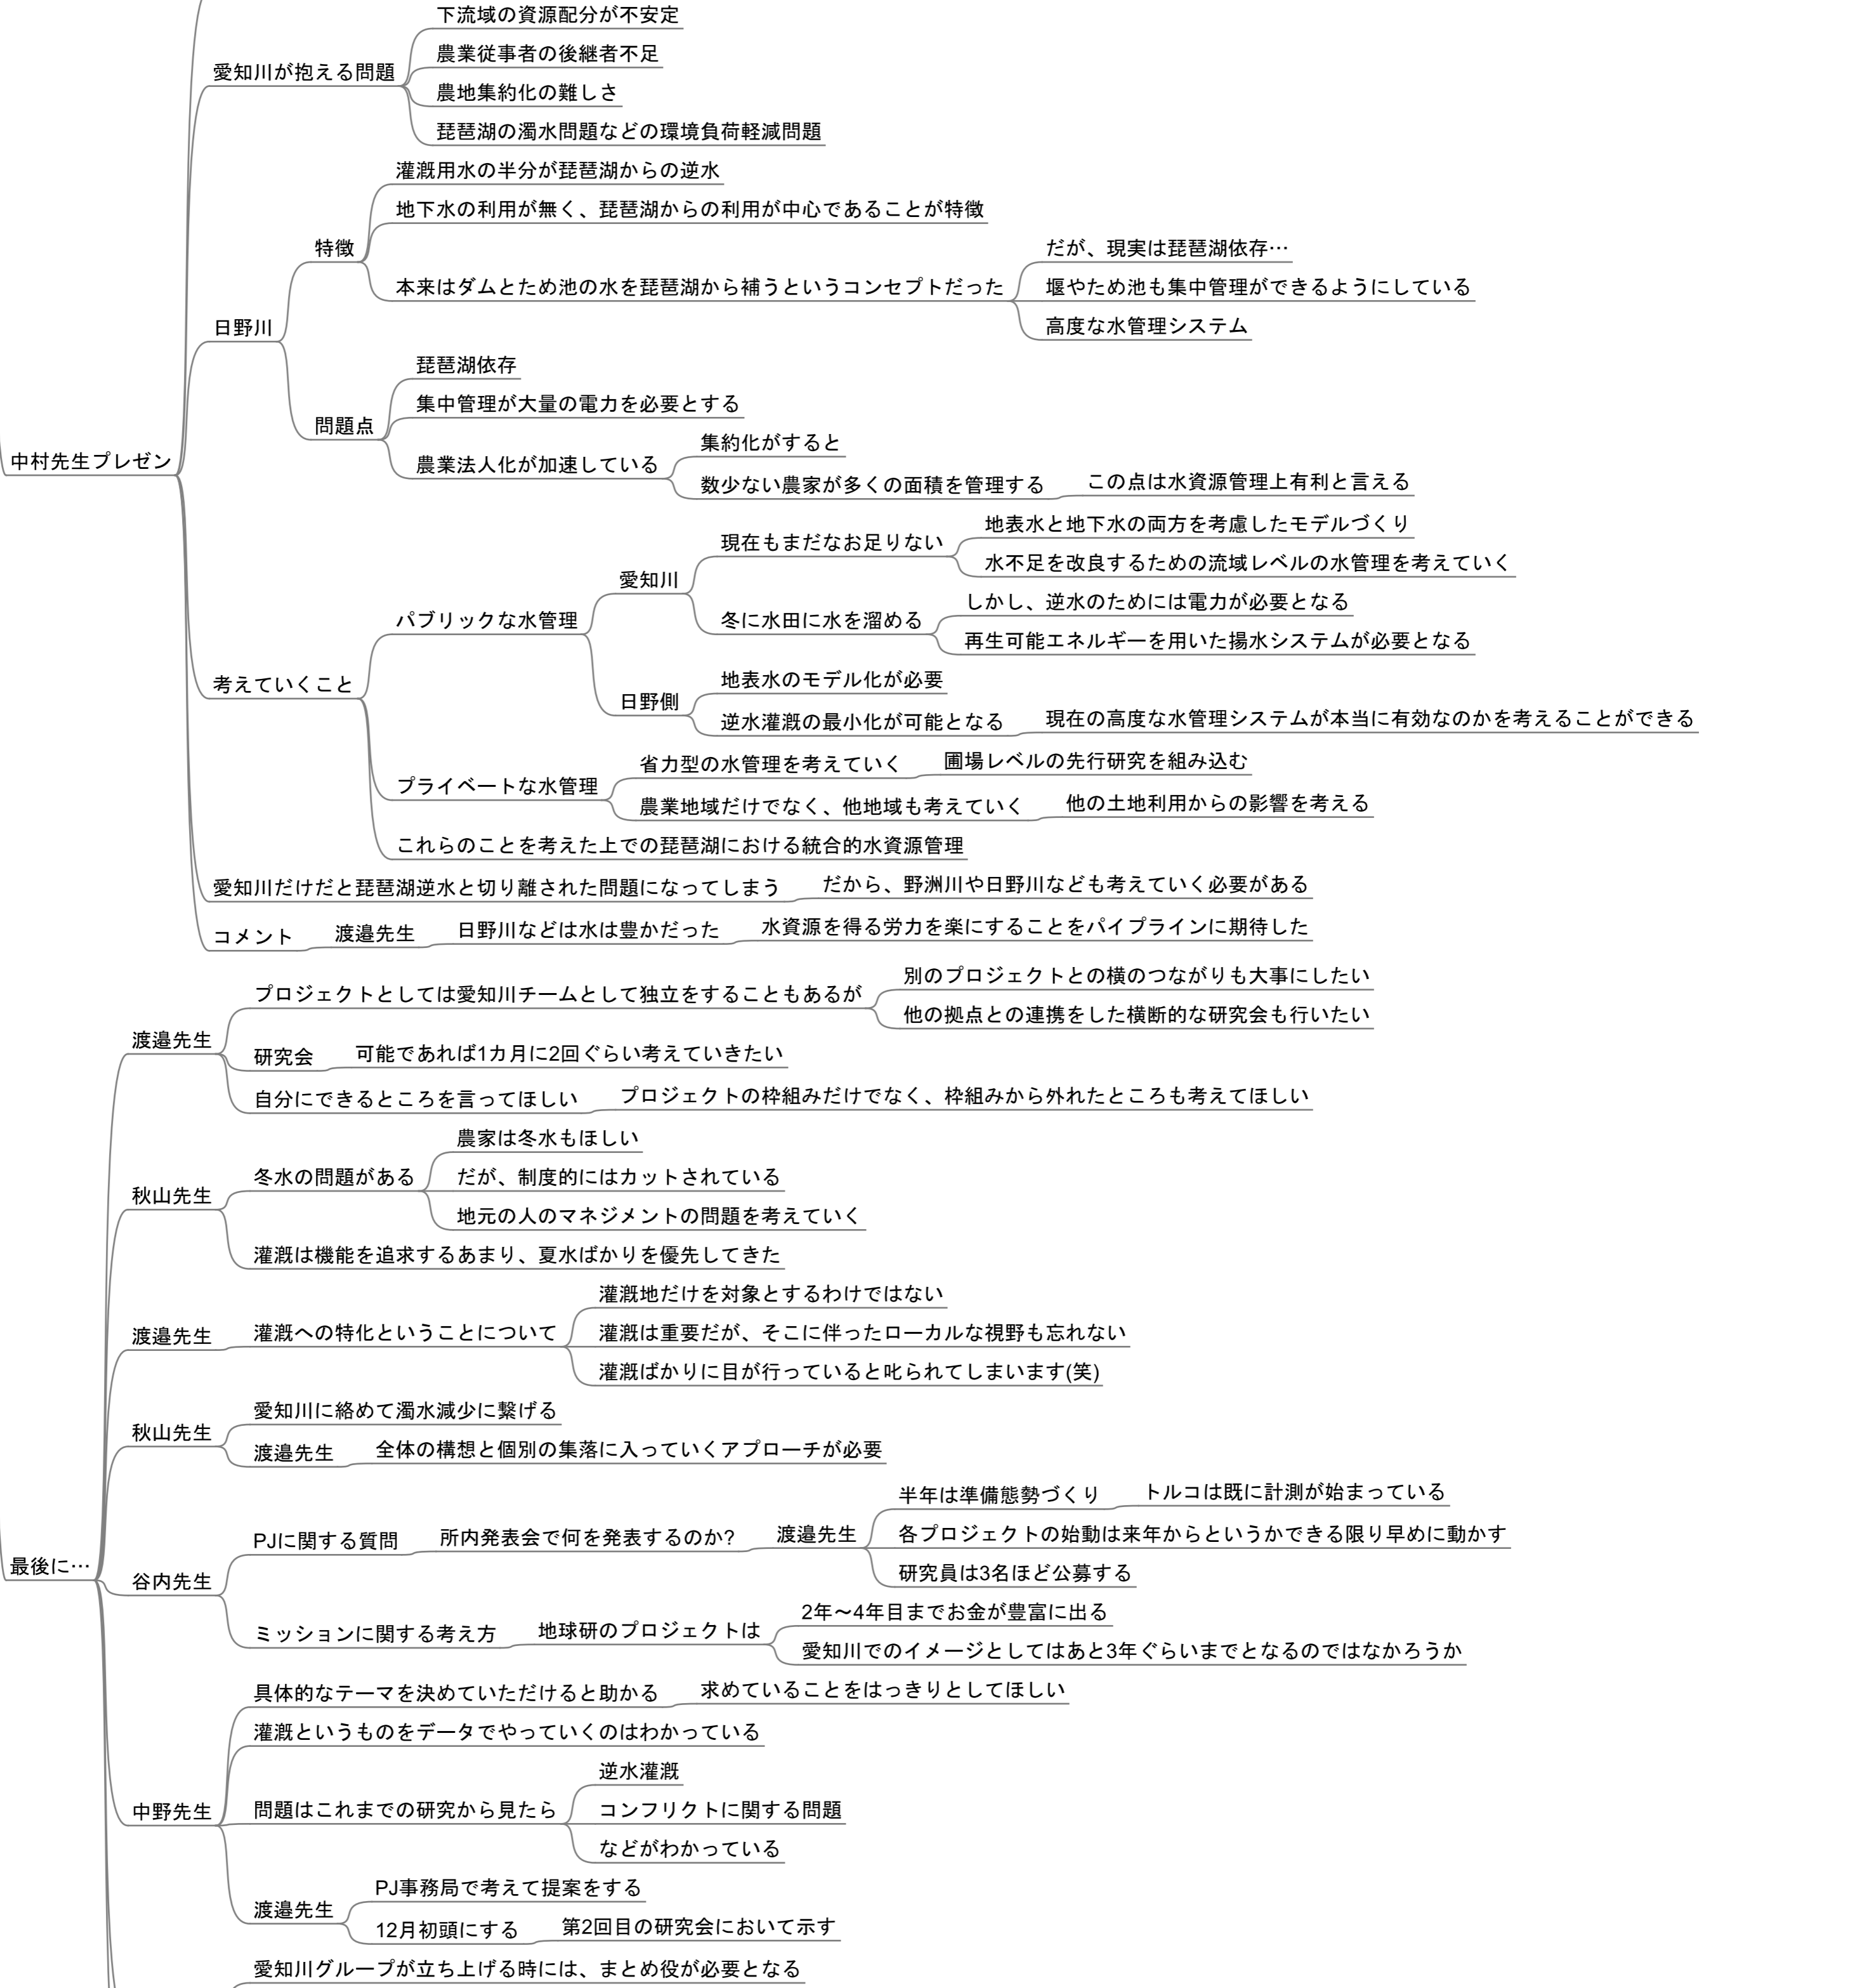 下流域の資源配分が不安定
農業従事者の後継者不足
愛知川が抱える問題
農地集約化の難しさ
琵琶湖の濁水問題などの環境負荷軽減問題
灌漑用水の半分が琵琶湖からの逆水
地下水の利用が無く、琵琶湖からの利用が中心であることが特徴
特徴
本来はダムとため池の水を琵琶湖から補うというコンセプトだった
だが、現実は琵琶湖依存…
堰やため池も集中管理ができるようにしている
高度な水管理システム
日野川
琵琶湖依存
集中管理が大量の電力を必要とする
問題点
農業法人化が加速している
集約化がすると
数少ない農家が多くの面積を管理する
この点は水資源管理上有利と言える
中村先生プレゼン
現在もまだなお足りない
地表水と地下水の両方を考慮したモデルづくり
水不足を改良するための流域レベルの水管理を考えていく
愛知川
冬に水田に水を溜める
しかし、逆水のためには電力が必要となる
再生可能エネルギーを用いた揚水システムが必要となる
パブリックな水管理
地表水のモデル化が必要
日野側
逆水灌漑の最小化が可能となる
現在の高度な水管理システムが本当に有効なのかを考えることができる
考えていくこと
省力型の水管理を考えていく
圃場レベルの先行研究を組み込む
プライベートな水管理
農業地域だけでなく、他地域も考えていく
他の土地利用からの影響を考える
これらのことを考えた上での琵琶湖における統合的水資源管理
愛知川だけだと琵琶湖逆水と切り離された問題になってしまう
だから、野洲川や日野川なども考えていく必要がある
コメント
渡邉先生
日野川などは水は豊かだった
水資源を得る労力を楽にすることをパイプラインに期待した
プロジェクトとしては愛知川チームとして独立をすることもあるが
別のプロジェクトとの横のつながりも大事にしたい
他の拠点との連携をした横断的な研究会も行いたい
渡邉先生
研究会
可能であれば1カ月に2回ぐらい考えていきたい
自分にできるところを言ってほしい
プロジェクトの枠組みだけでなく、枠組みから外れたところも考えてほしい
農家は冬水もほしい
冬水の問題がある
だが、制度的にはカットされている
地元の人のマネジメントの問題を考えていく
秋山先生
灌漑は機能を追求するあまり、夏水ばかりを優先してきた
灌漑地だけを対象とするわけではない
渡邉先生
灌漑への特化ということについて
灌漑は重要だが、そこに伴ったローカルな視野も忘れない
灌漑ばかりに目が行っていると叱られてしまいます(笑)
愛知川に絡めて濁水減少に繋げる
秋山先生
渡邉先生
全体の構想と個別の集落に入っていくアプローチが必要
半年は準備態勢づくり
トルコは既に計測が始まっている
PJに関する質問
所内発表会で何を発表するのか?
渡邉先生
各プロジェクトの始動は来年からというかできる限り早めに動かす
研究員は3名ほど公募する
最後に…
谷内先生
ミッションに関する考え方
地球研のプロジェクトは
2年～4年目までお金が豊富に出る
愛知川でのイメージとしてはあと3年ぐらいまでとなるのではなかろうか
具体的なテーマを決めていただけると助かる
求めていることをはっきりとしてほしい
灌漑というものをデータでやっていくのはわかっている
逆水灌漑
中野先生
問題はこれまでの研究から見たら
コンフリクトに関する問題
などがわかっている
PJ事務局で考えて提案をする
渡邉先生
12月初頭にする
第2回目の研究会において示す
愛知川グループが立ち上げる時には、まとめ役が必要となる